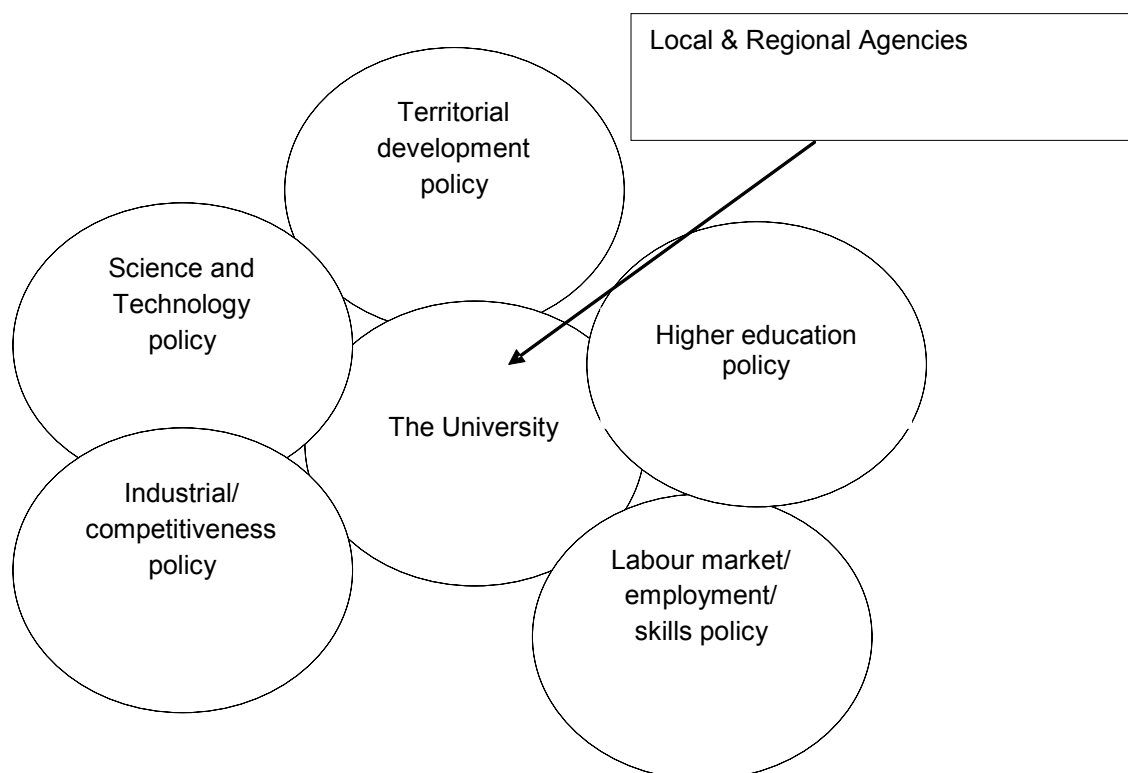 Local & Regional Agencies
Territorial
development
policy
Science and
Technology
policy
Higher education
policy
The University
Industrial/
competitiveness
policy
Labour market/
employment/
skills policy